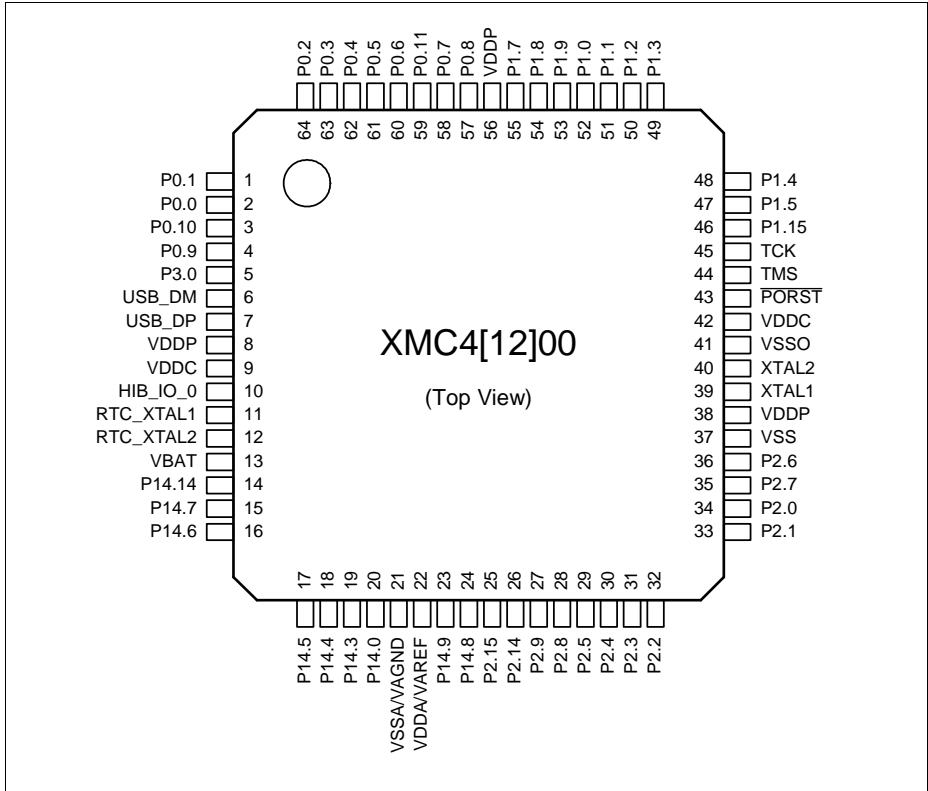 P0.2 P0.3 P0.4 P0.5 P0.6 P0.11 P0.7 P0.8 VDDP P1.7 P1.8 P1.9 P1.0 P1.1 P1.2 P1.3
64 63 62 61 60 59 58 57 56 55 54 53 52 51 50 49
P0.1 1 48 P1.4
P0.0 2 47 P1.5
P0.10 3 46 P1.15
P0.9 4 45 TCK
P3.0 5 44 TMS
USB_DM 6 43 PORST
USB_DP 7 42 VDDC
VDDP 8 41 VSSO
VDDC 9 40 XTAL2
HIB_IO_0 10 39 XTAL1
RTC_XTAL1 11 38 VDDP
RTC_XTAL2 12 37 VSS
VBAT 13 36 P2.6
P14.14 14 35 P2.7
P14.7 15 34 P2.0
P14.6 16 33 P2.1
XMC4[12]00
(Top View)
17 18 19 20 21 22 23 24 25 26 27 28 29 30 31 32
P14.5 P14.4 P14.3 P14.0 VSSA/VAGND VDDA/VAREF P14.9 P14.8 P2.15 P2.14 P2.9 P2.8 P2.5 P2.4 P2.3 P2.2